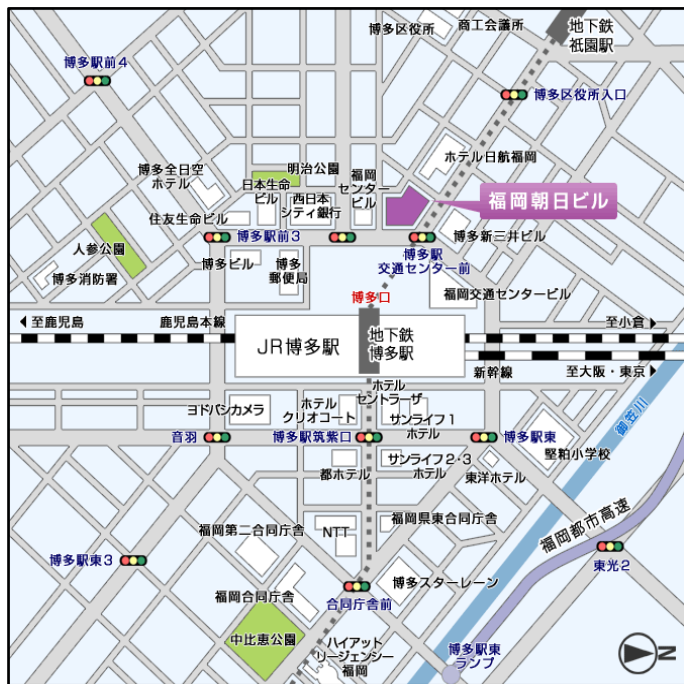 博多区役所
商工会議所
地下鉄
祇園駅
博多駅前4
博多区役所入口
ホテル日航福岡
博多全日空
ホテル
明治公園
日本生命
ビル
西日本
シティ銀行
福岡
センター
ビル
福岡朝日ビル
住友生命ビル
博多駅前3
博多駅
交通センター前
博多新三井ビル
人参公園
博多消防署
博多ビル
博多
郵便局
福岡交通センタービル
博多口
至鹿児島
鹿児島本線
至小倉
JR博多駅
地下鉄
博多駅
新幹線
至大阪・東京
ホテル
セントラーザ
ヨドバシカメラ
ホテル
クリオコート
サンライフ1
ホテル
御笠川
音羽
博多駅筑紫口
博多駅東
堅粕小学校
都ホテル
サンライフ2・3
ホテル
東洋ホテル
福岡第二合同庁舎
NTT
福岡県東合同庁舎
福岡都市高速
博多駅東3
東光2
福岡合同庁舎
合同庁舎前
博多スターレーン
中比恵公園
ハイアット
リージェンシー
福岡
博多駅東
ランプ
N